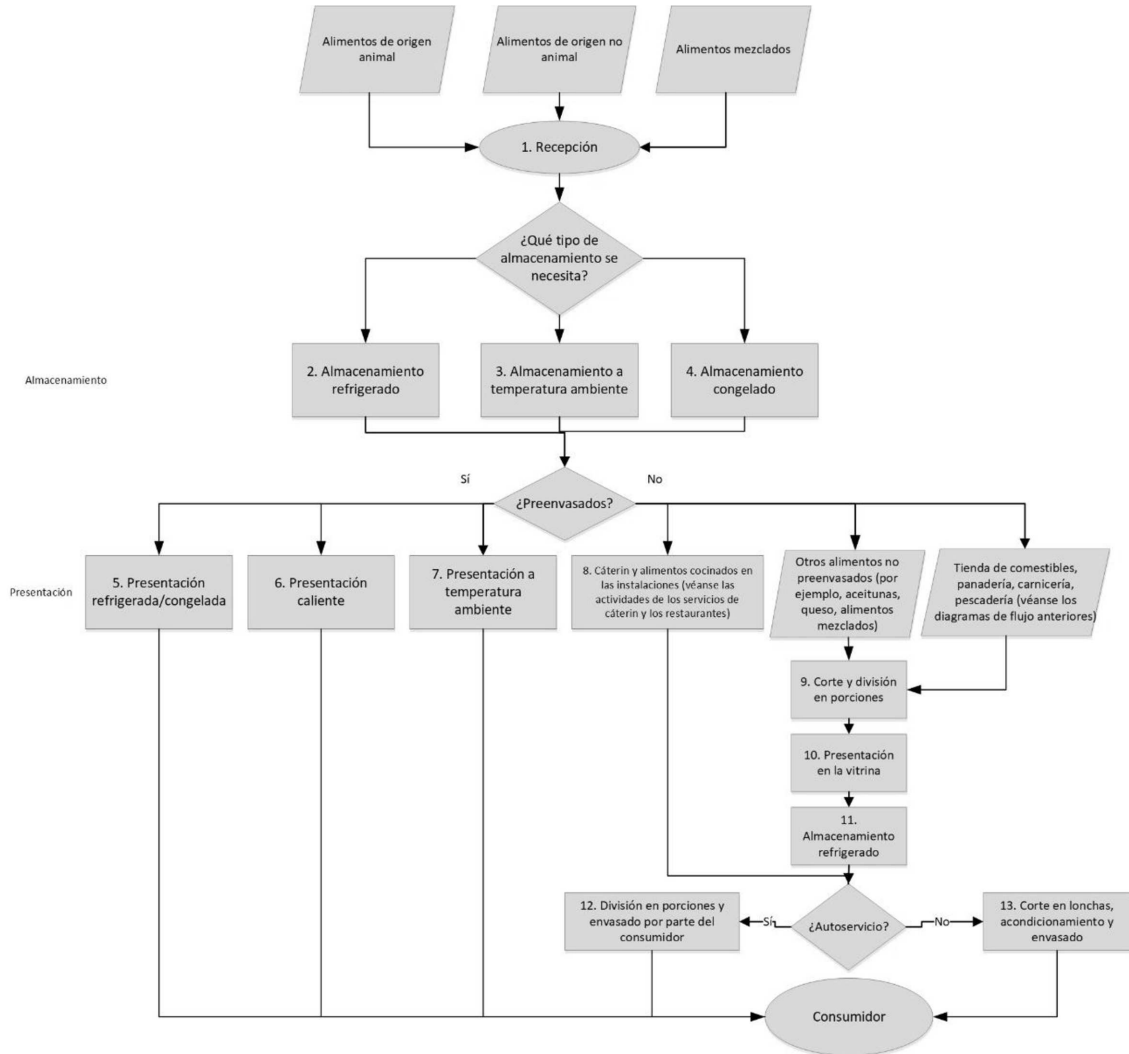 Alimentos de origen
animal
Alimentos de origen no
animal
Alimentos mezclados
1. Recepción
¿Qué tipo de
almacenamiento se
necesita?
Almacenamiento
2. Almacenamiento
refrigerado
3. Almacenamiento a
temperatura ambiente
4. Almacenamiento
congelado
Sí
No
¿Preenvasados?
Presentación
5. Presentación
refrigerada/congelada
6. Presentación
caliente
7. Presentación a
temperatura
ambiente
8. Cáterin y alimentos cocinados en
las instalaciones (véanse las
actividades de los servicios de
cáterin y los restaurantes)
Otros alimentos no
preenvasados (por
ejemplo, aceitunas,
queso, alimentos
mezclados)
Tienda de comestibles,
panadería, carnicería,
pescadería (véanse los
diagramas de flujo anteriores)
9. Corte y división
en porciones
10. Presentación
en la vitrina
11.
Almacenamiento
refrigerado
12. División en porciones y
envasado por parte del
consumidor
Sí
¿Autoservicio?
No
13. Corte en lonchas,
acondicionamiento y
envasado
Consumidor